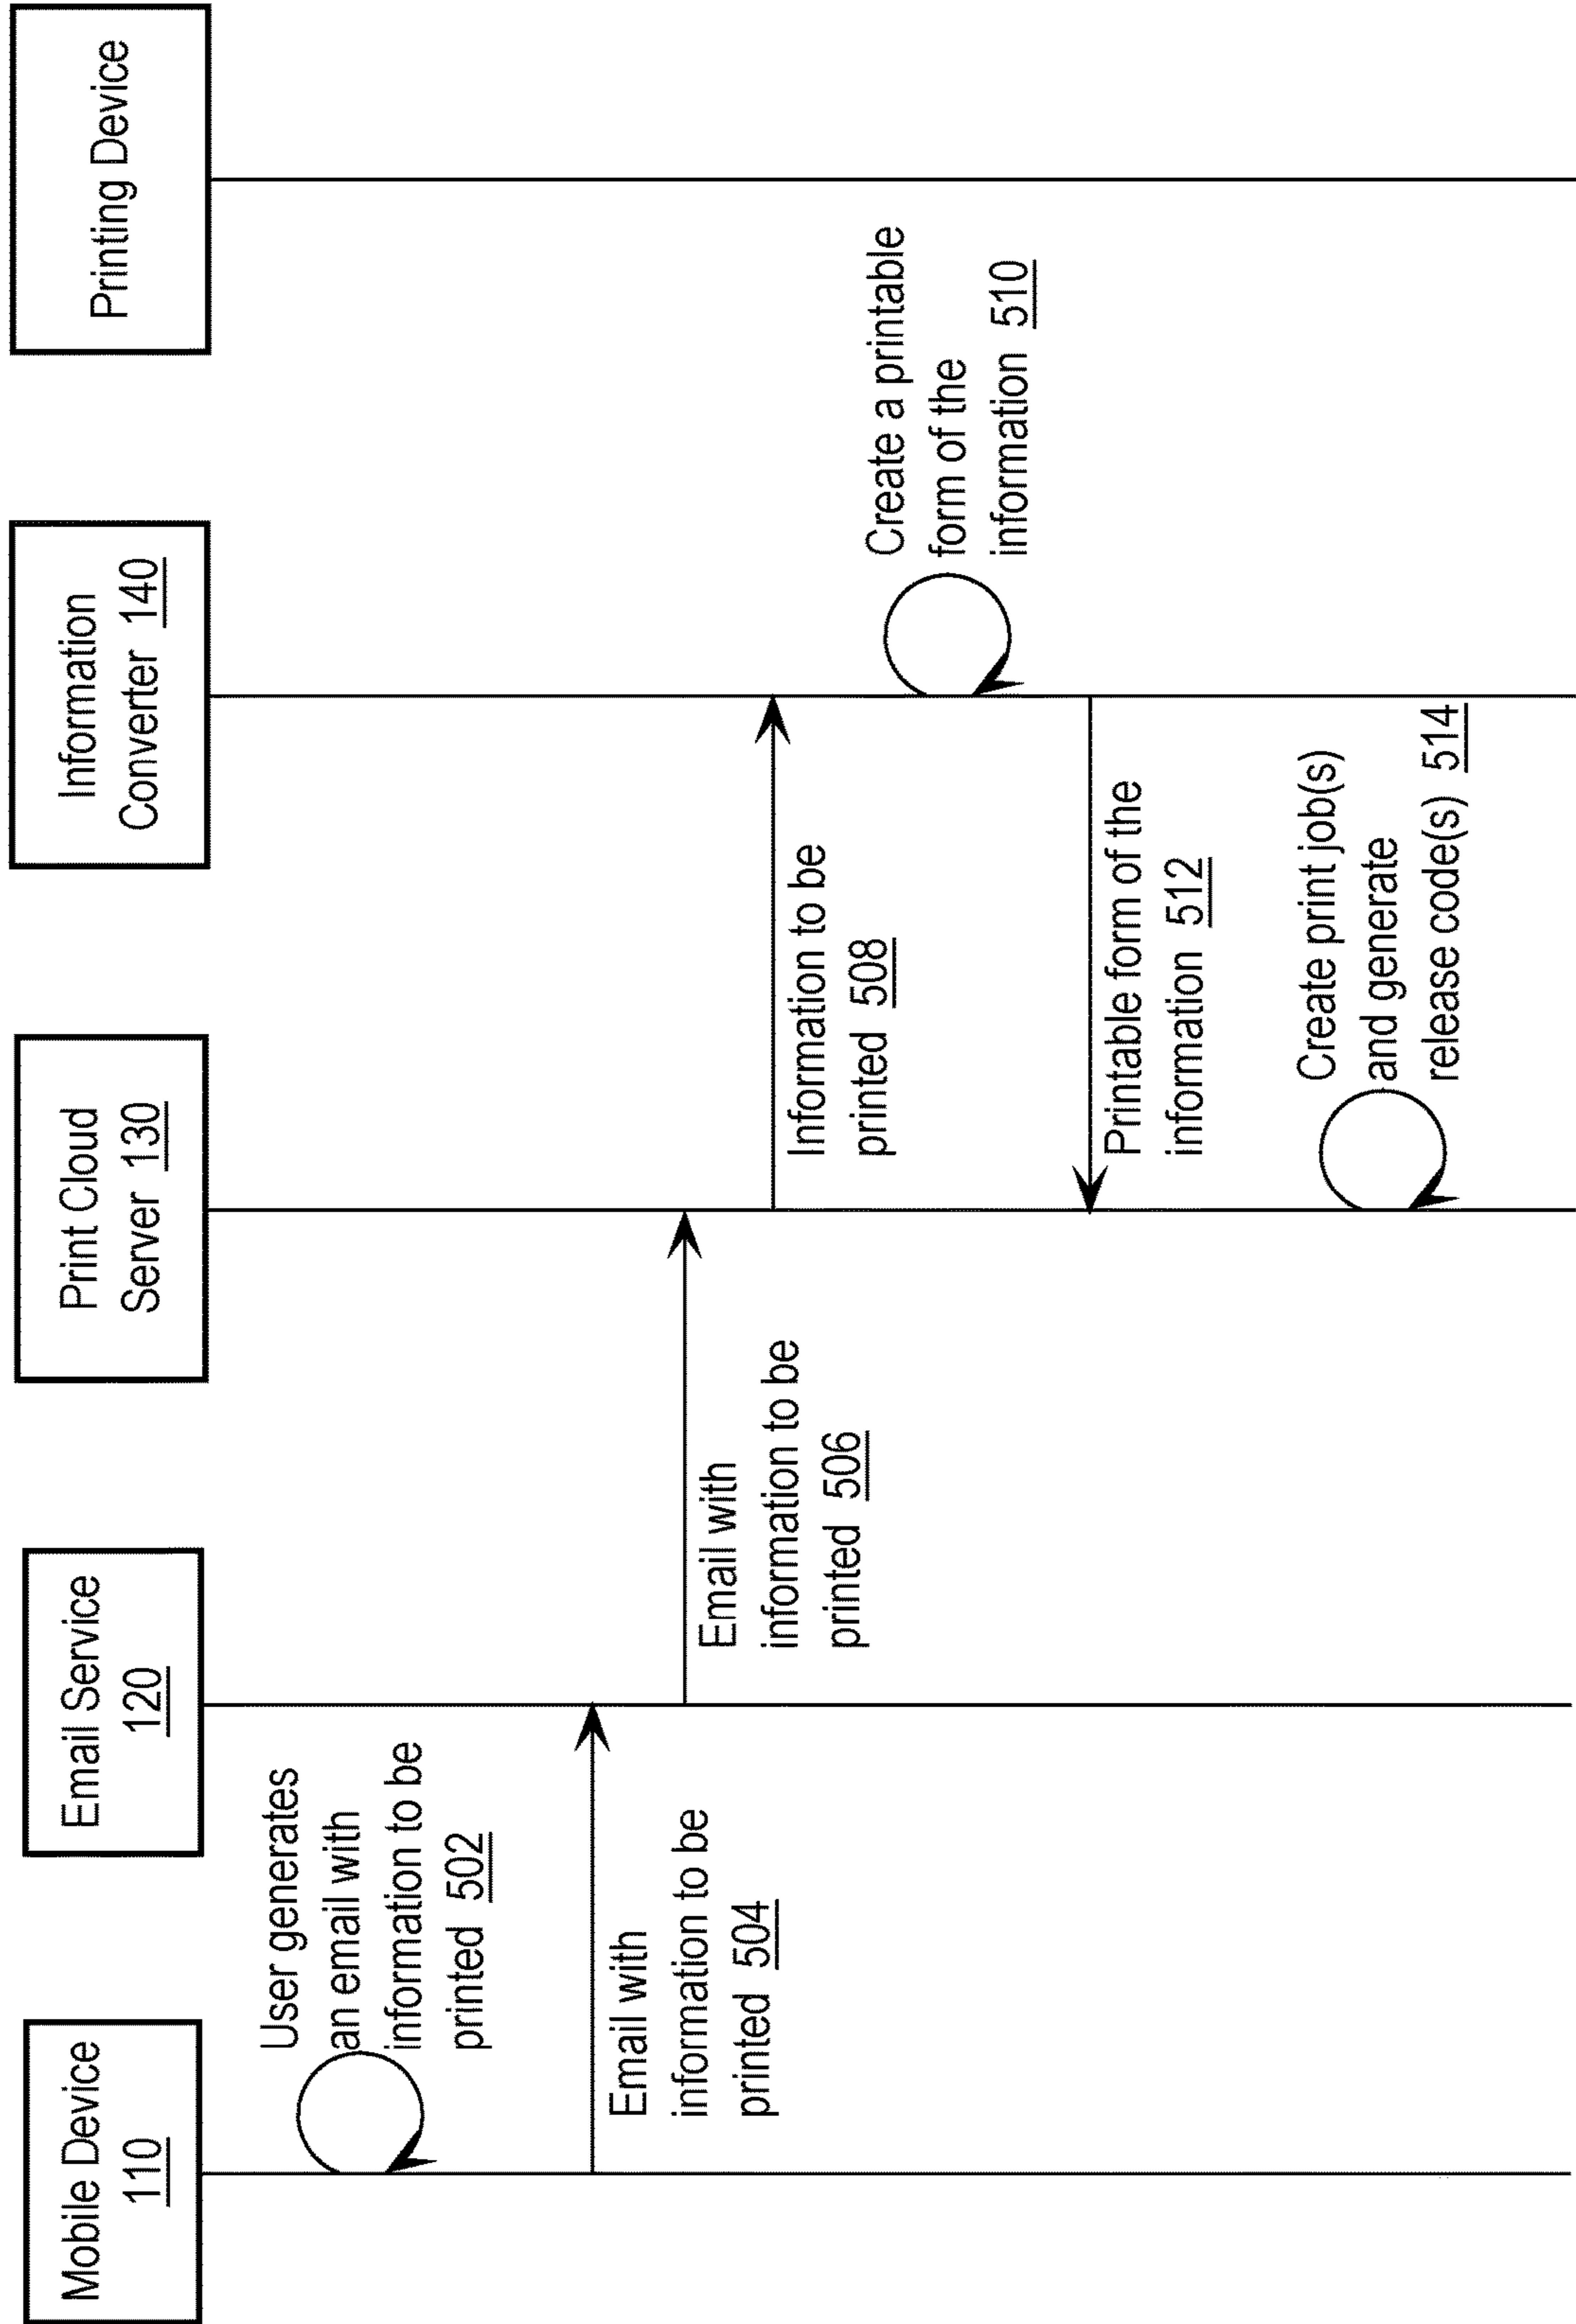 Mobile Device
110
Email Service
120
Print Cloud
Server 130
Information
Converter 140
Printing Device
User generates
an email with
information to be
printed 502
Email with
information to be
printed 504
Email with
information to be
printed 506
Information to be
printed 508
Create a printable
form of the
information 510
Printable form of the
information 512
Create print job(s)
and generate
release code(s) 514